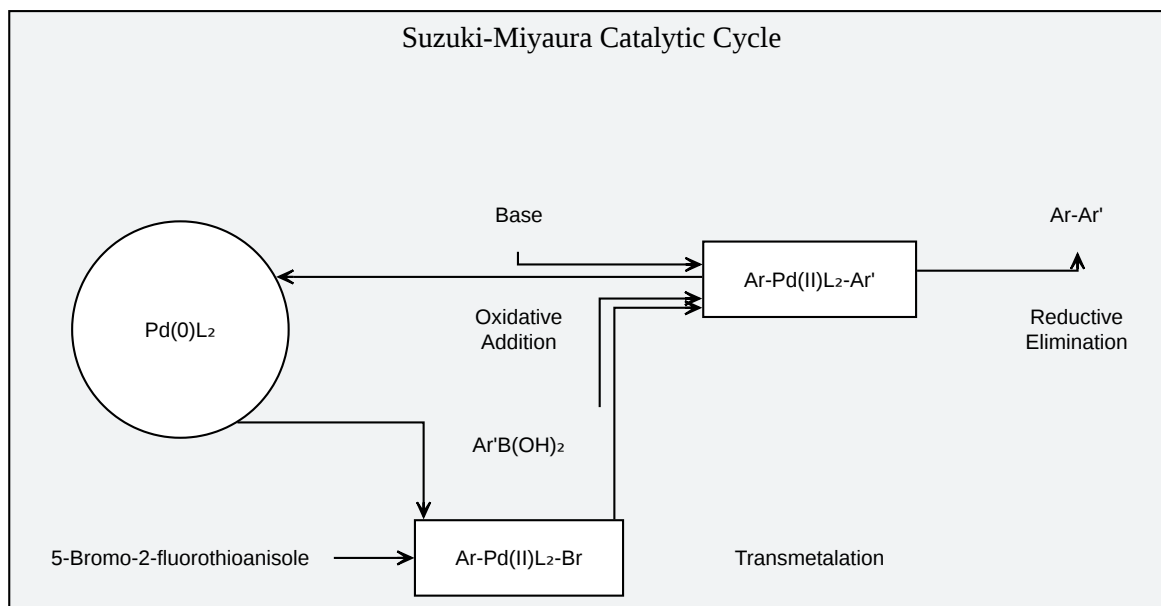 Suzuki-Miyaura Catalytic Cycle
Base
Ar-Ar'
Ar-Pd(II)L₂-Ar'
Pd(0)L₂
Oxidative
Addition
Reductive
Elimination
Ar'B(OH)₂
5-Bromo-2-fluorothioanisole
Ar-Pd(II)L₂-Br
Transmetalation